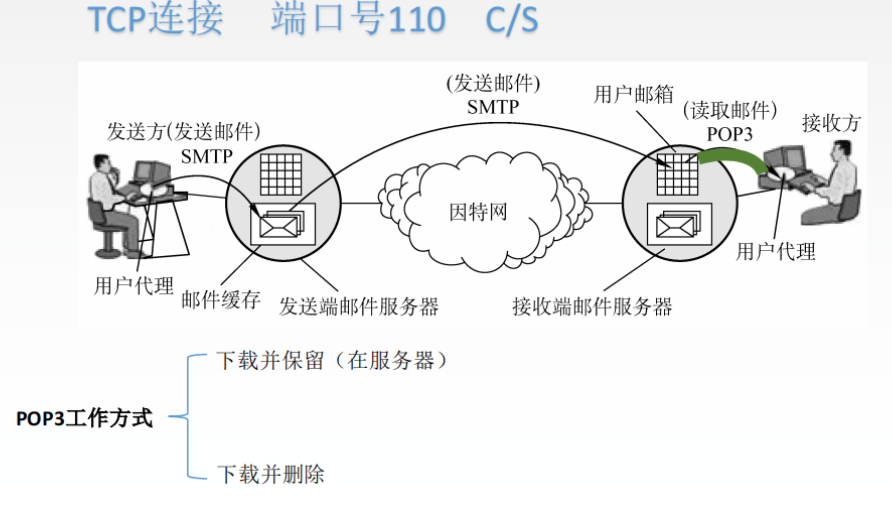 TCP连接 端口号110 C/S
(发送邮件)
SMTP
用户邮箱
(读取邮件)
POP3
接收方
发送方(发送邮件)
SMTP
因特网
用户代理
用户代理
邮件缓存
发送端邮件服务器
接收端邮件服务器
下载并保留（在服务器）
POP3工作方式
下载并删除